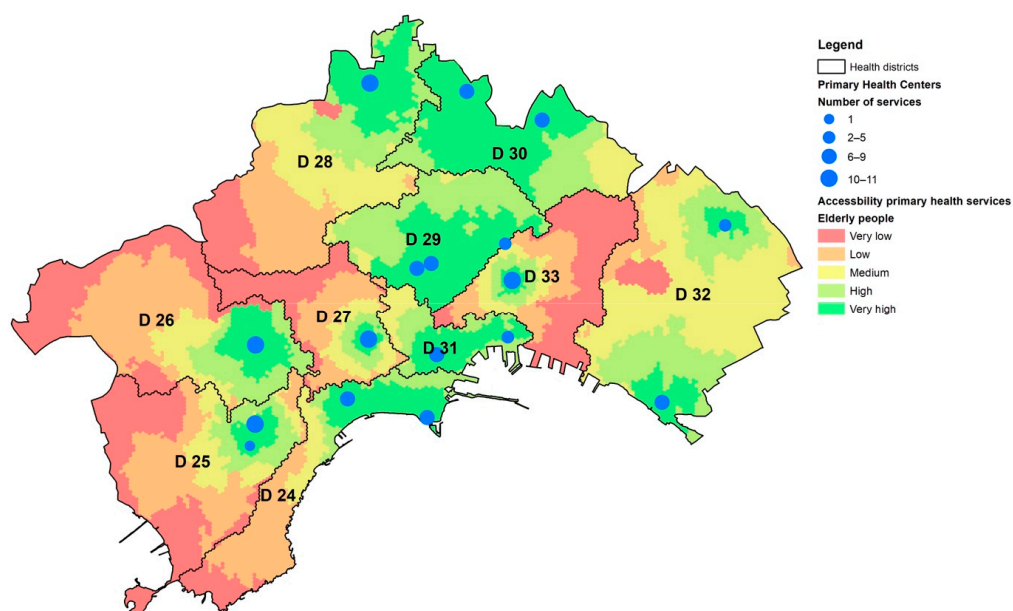 Legend
Health districts
Primary Health Centers
Number of services
1
2–5
6–9
10–11
Accessbility primary health services
Elderly people
Very low
Low
Medium
High
Very high
D 28
D 30
D 29
D 33
D 32
D 26
D 27
D 31
D 25
D 24